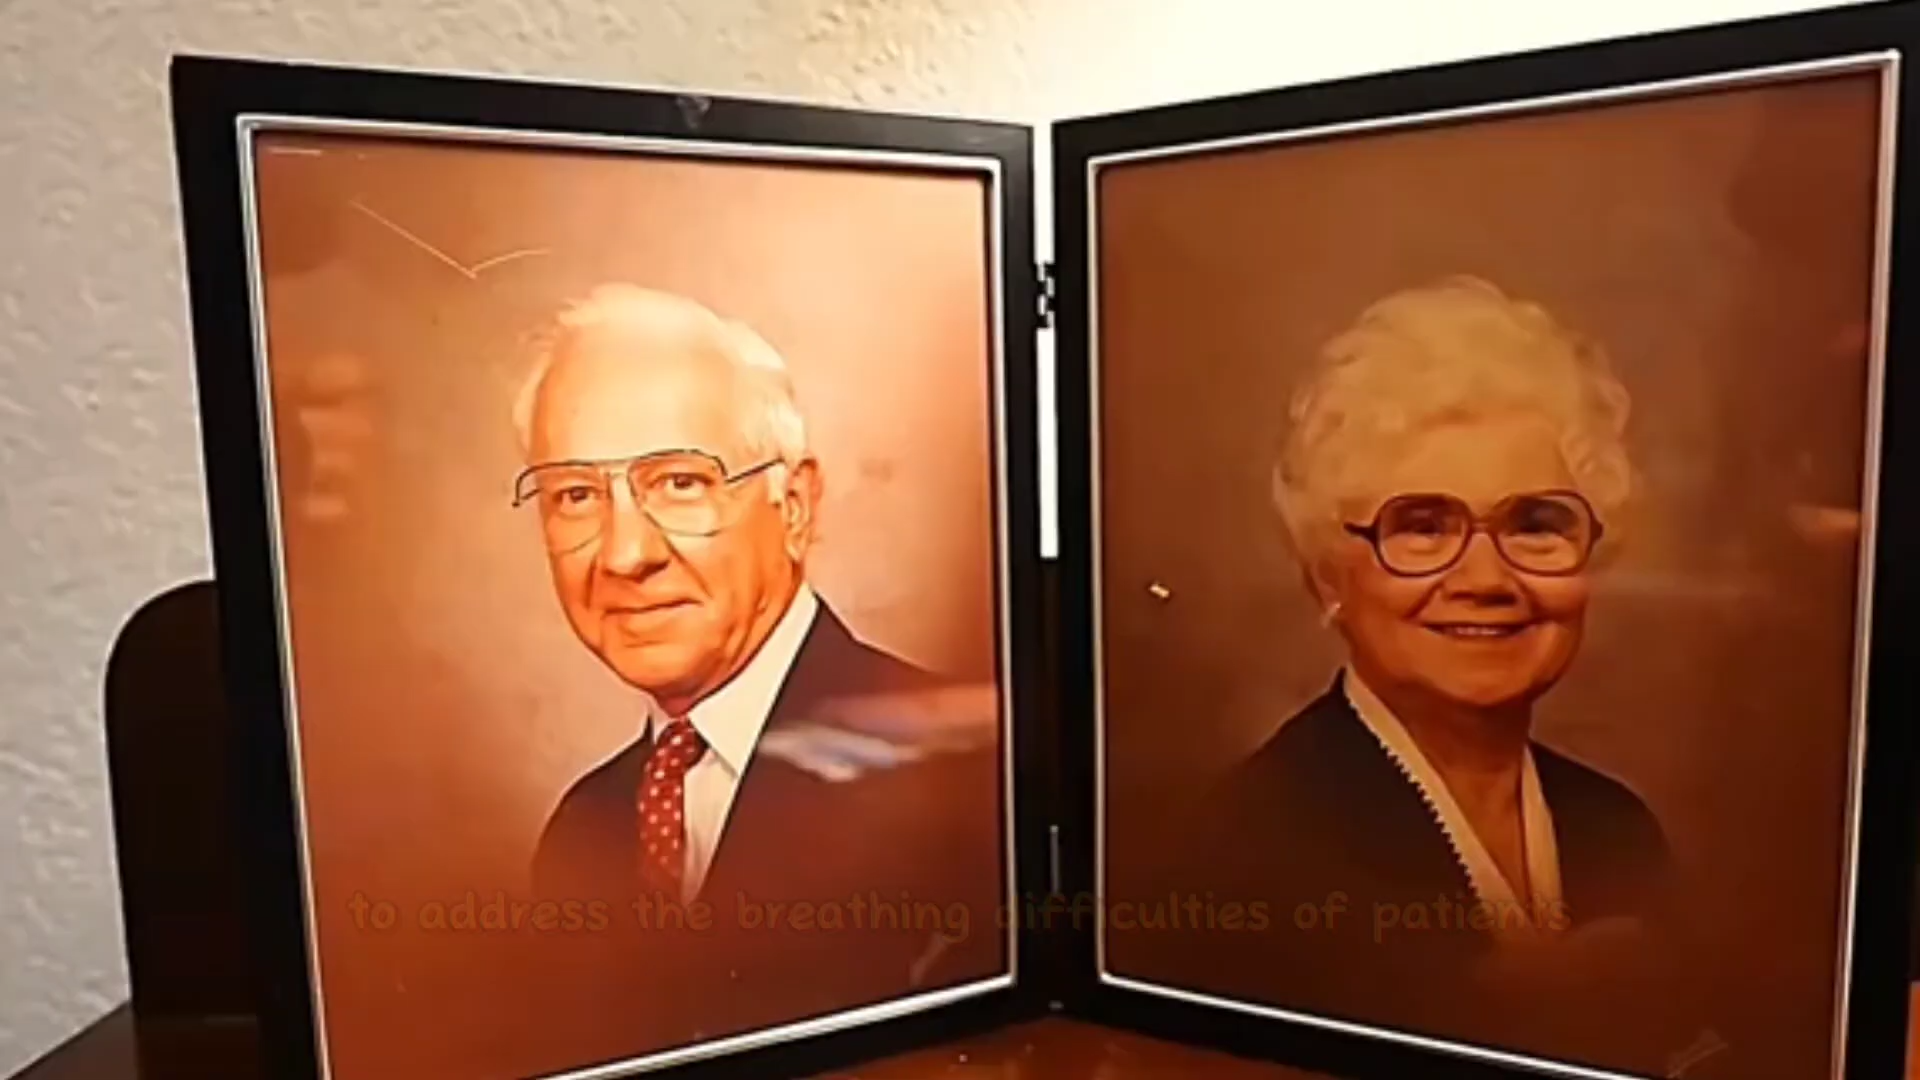 to address the breathing difficulties of patients